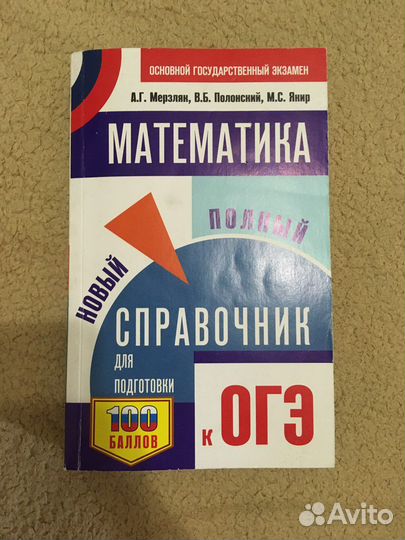 ОСНОВНОЙ ГОСУДАРСТВЕННЫЙ ЭКЗАМЕН
А.Г. Мерзляк, В.Б. Полонский, М.С. Якир
МАТЕМАТИКА
НОВЫЙ
ПОЛНЫЙ
СПРАВОЧНИК
ДЛЯ
ПОДГОТОВКИ
100
БАЛЛОВ
К ОГЭ
Avito